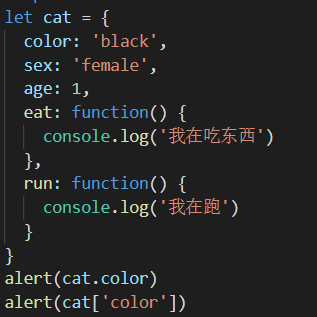 let cat = {
  color: 'black',
  sex: 'female',
  age: 1,
  eat: function() {
    console.log('我在吃东西')
  },
  run: function() {
    console.log('我在跑')
  }
}
alert(cat.color)
alert(cat['color'])